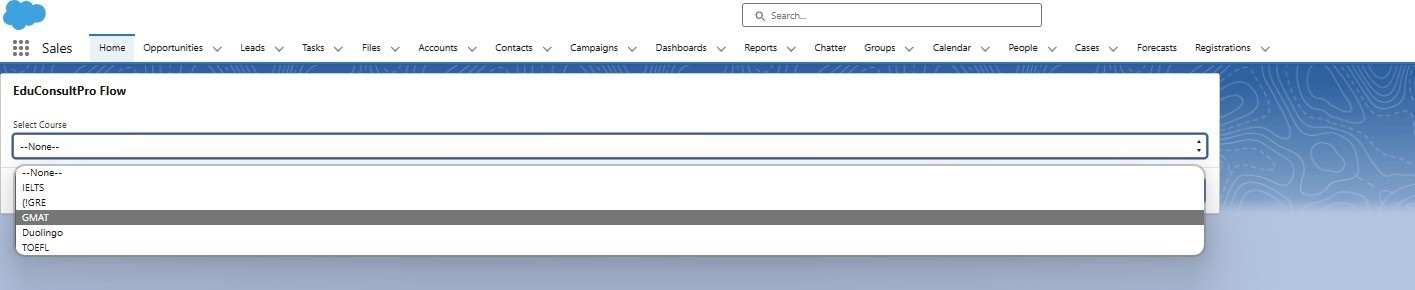 Search...
Sales Home Opportunities Leads Tasks Files Accounts Contacts Campaigns Dashboards Reports Chatter Groups Calendar People Cases Forecasts Registrations
EduConsultPro Flow
Select Course
--None--
--None--
IELTS
{!GRE
GMAT
Duolingo
TOEFL